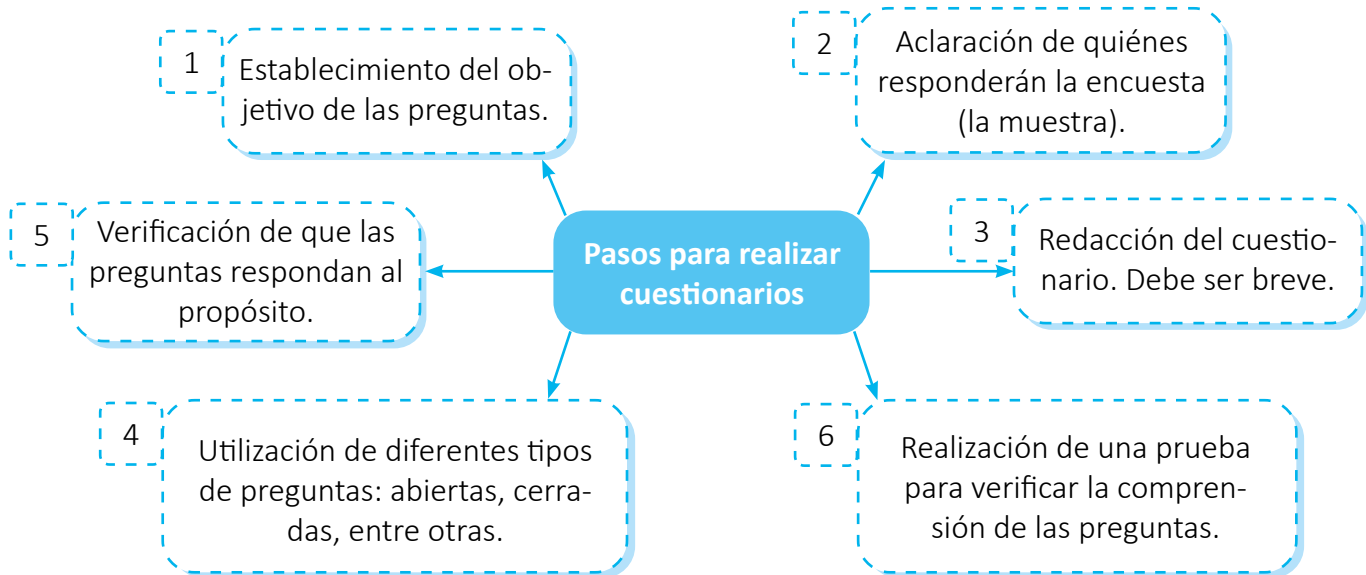 1
Establecimiento del ob-
jetivo de las preguntas.
2
Aclaración de quiénes
responderán la encuesta
(la muestra).
5
Verificación de que las
preguntas respondan al
propósito.
Pasos para realizar
cuestionarios
3
Redacción del cuestio-
nario. Debe ser breve.
4
Utilización de diferentes tipos
de preguntas: abiertas, cerra-
das, entre otras.
6
Realización de una prueba
para verificar la compren-
sión de las preguntas.